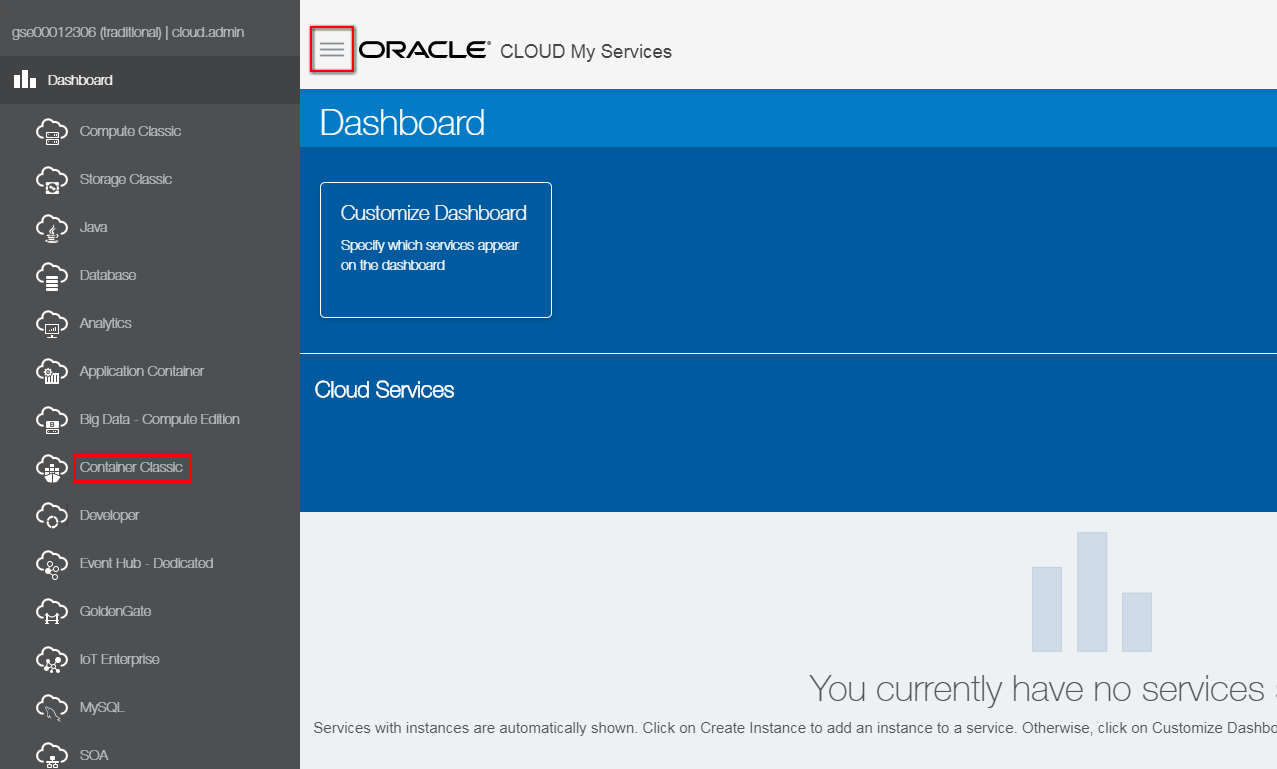 gse00012306 (traditional) | cloud.admin
Dashboard
Compute Classic
Storage Classic
Java
Database
Analytics
Application Container
Big Data - Compute Edition
Container Classic
Developer
Event Hub - Dedicated
GoldenGate
IoT Enterprise
MySQL
SOA
ORACLE® CLOUD My Services
Dashboard
Customize Dashboard
Specify which services appear
on the dashboard
Cloud Services
You currently have no services
Services with instances are automatically shown. Click on Create Instance to add an instance to a service. Otherwise, click on Customize Dashbo